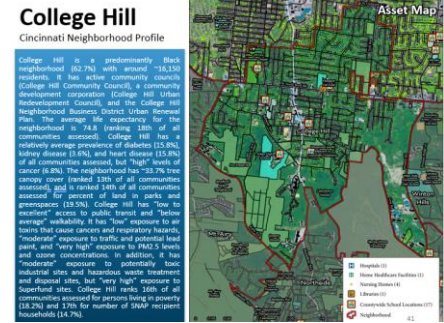 College Hill
Cincinnati Neighborhood Profile
College Hill is a predominantly Black
neighborhood (62.7%) with around ~16,150
residents. It has active community councils
(College Hill Community Council), a community
development corporation (College Hill Urban
Redevelopment Council), and the College Hill
Neighborhood Business District Urban Renewal
Plan. The average life expectancy for the
neighborhood is 74.8 (ranking 18th of all
communities assessed). College Hill has a
relatively average prevalence of diabetes (15.8%),
kidney disease (3.6%), and heart disease (15.8%)
of all communities assessed, but "high" levels of
cancer (6.8%). The neighborhood has ~33.7% tree
canopy cover (ranked 13th of all communities
assessed), and is ranked 14th of all communities
assessed for percent of land in parks and
greenspaces (19.5%). College Hill has "low to
excellent" access to public transit and "below
average" walkability. It has "low" exposure to air
toxins that cause cancers and respiratory hazards,
"moderate" exposure to traffic and potential lead
paint, and "very high" exposure to PM2.5 levels
and ozone concentrations. In addition, it has
"moderate" exposure to potentially toxic
industrial sites and hazardous waste treatment
and disposal sites, but "very high" exposure to
Superfund sites. College Hill ranks 16th of all
communities assessed for persons living in poverty
(18.2%) and 17th for number of SNAP recipient
households (14.7%).
Asset Map
Winton
Hills
Mt. Airy
Northside
Hospitals (1)
Home Healthcare Facilities (1)
Nursing Homes (4)
Libraries (1)
Countywide School Locations (17)
Neighborhood
41